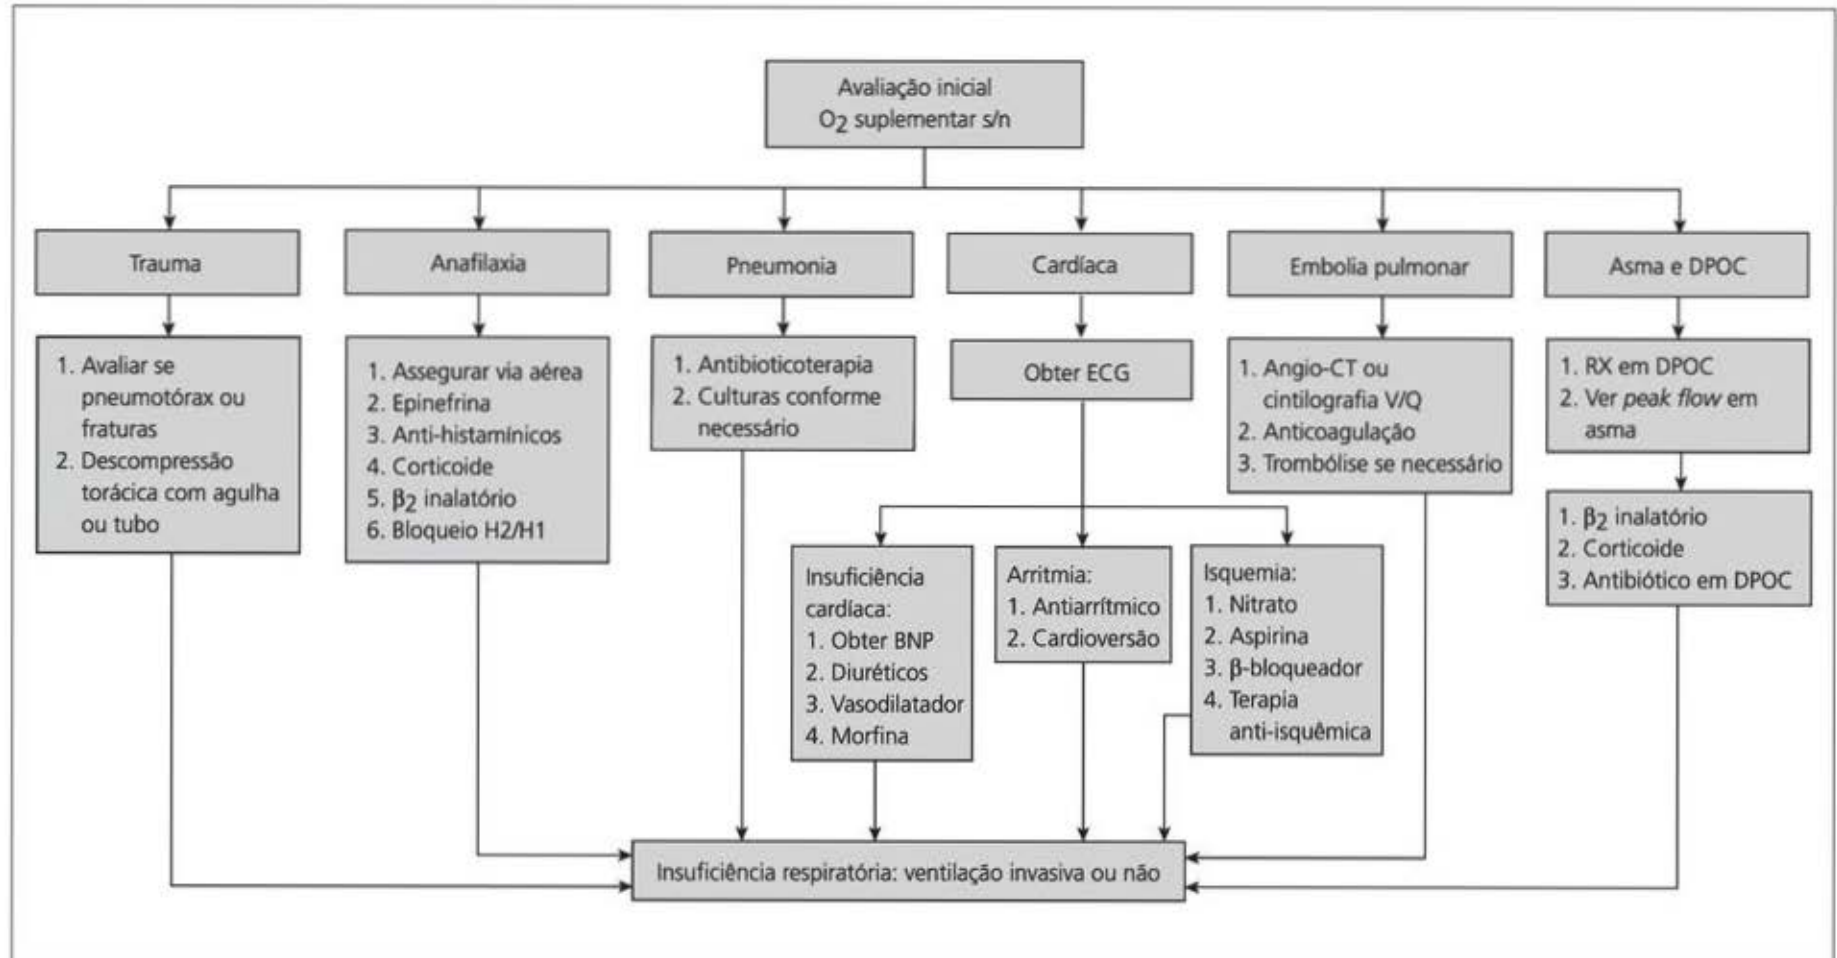 Avaliação inicial
O₂ suplementar s/n
Trauma
Anafilaxia
Pneumonia
Cardíaca
Embolia pulmonar
Asma e DPOC
1. Avaliar se
pneumotórax ou
fraturas
2. Descompressão
torácica com agulha
ou tubo
1. Assegurar via aérea
2. Epinefrina
3. Anti-histamínicos
4. Corticoide
5. β₂ inalatório
6. Bloqueio H2/H1
1. Antibioticoterapia
2. Culturas conforme
necessário
Obter ECG
1. Angio-CT ou
cintilografia V/Q
2. Anticoagulação
3. Trombólise se necessário
1. RX em DPOC
2. Ver peak flow em
asma
1. β₂ inalatório
2. Corticoide
3. Antibiótico em DPOC
Insuficiência
cardíaca:
1. Obter BNP
2. Diuréticos
3. Vasodilatador
4. Morfina
Arritmia:
1. Antiarrítmico
2. Cardioversão
Isquemia:
1. Nitrato
2. Aspirina
3. β-bloqueador
4. Terapia
anti-isquêmica
Insuficiência respiratória: ventilação invasiva ou não